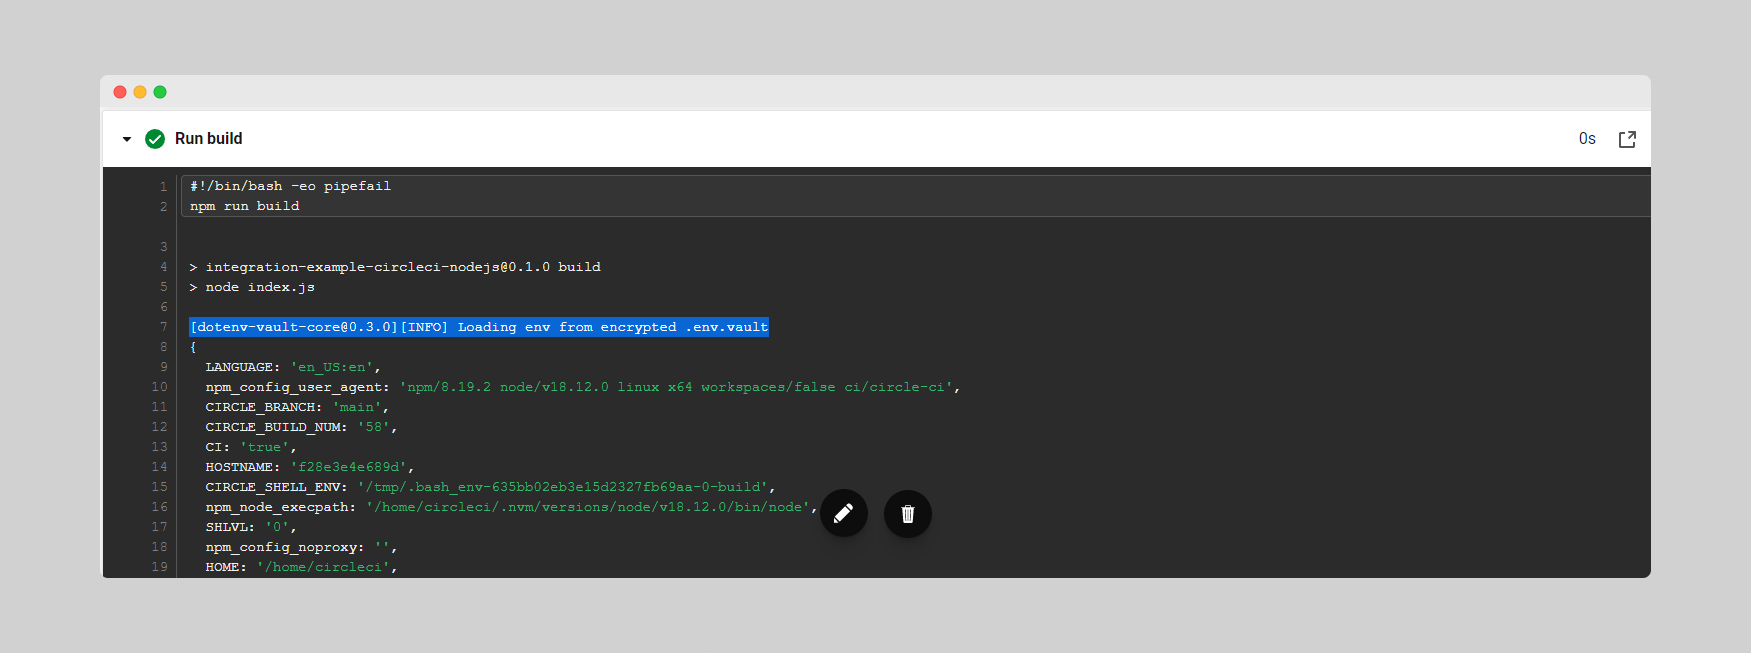 Run build
0s
1 #!/bin/bash -eo pipefail
2 npm run build
3
4 > integration-example-circleci-nodejs@0.1.0 build
5 > node index.js
6
7 [dotenv-vault-core@0.3.0][INFO] Loading env from encrypted .env.vault
8 {
9 LANGUAGE: 'en_US:en',
10 npm_config_user_agent: 'npm/8.19.2 node/v18.12.0 linux x64 workspaces/false ci/circle-ci',
11 CIRCLE_BRANCH: 'main',
12 CIRCLE_BUILD_NUM: '58',
13 CI: 'true',
14 HOSTNAME: 'f28e3e4e689d',
15 CIRCLE_SHELL_ENV: '/tmp/.bash_env-635bb02eb3e15d2327fb69aa-0-build',
16 npm_node_execpath: '/home/circleci/.nvm/versions/node/v18.12.0/bin/node',
17 SHLVL: '0',
18 npm_config_noproxy: '',
19 HOME: '/home/circleci',